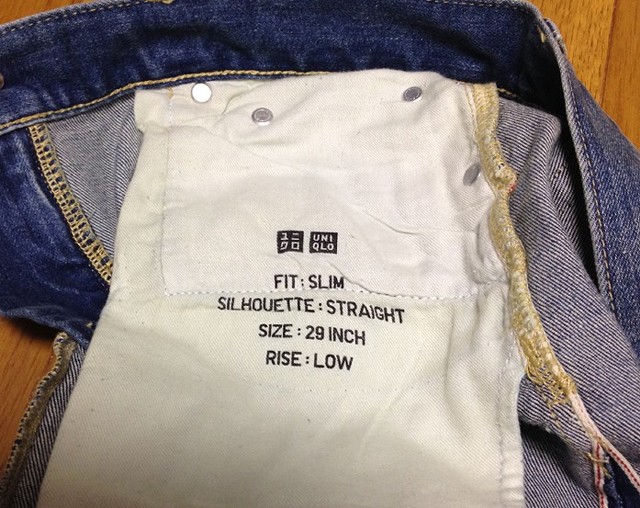 ユニ UNI
クロ QLO
FIT : SLIM
SILHOUETTE : STRAIGHT
SIZE : 29 INCH
RISE : LOW